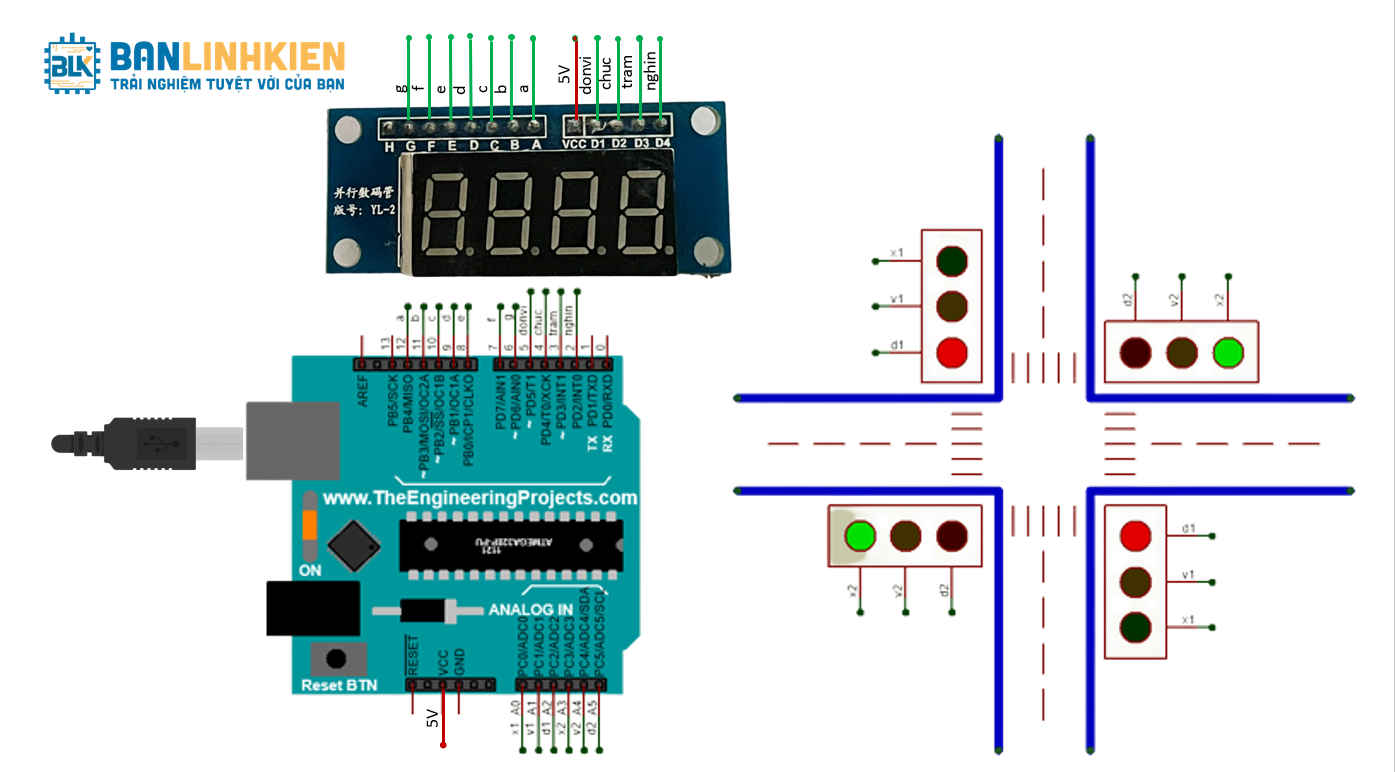 BLK BANLINHKIEN
TRẢI NGHIỆM TUYỆT VỜI CỦA BẠN
g f e d c b a 5V donvi chuc tram nghin
H G F E D C B A VCC D1 D2 D3 D4
并行数码管
版号: YL-2
a b c d e f g donvi chuc tram nghin
13 12 11 10 9 8 7 6 5 4 3 2 1 0
AREF PB5/SCK PB4/MISO ~PB3/MOSI/OC2A ~PB2/SS/OC1B ~PB1/OC1A PB0/ICP1/CLKO PD7/AIN1 ~PD6/AIN0 ~PD5/T1 PD4/T0/XCK ~PD3/INT1 PD2/INT0 PD1/TXD PD0/RXD
TX RX
www.TheEngineeringProjects.com
1121
ATMEGA328P-PU
ON
ANALOG IN
RESET VCC GND
PC0/ADC0 PC1/ADC1 PC2/ADC2 PC3/ADC3 PC4/ADC4/SDA PC5/ADC5/SCL
Reset BTN
5V
A0 A1 A2 A3 A4 A5
x1 v1 d1 x2 v2 d2
x1
v1
d1
d2 v2 x2
x2 v2 d2
d1
v1
x1